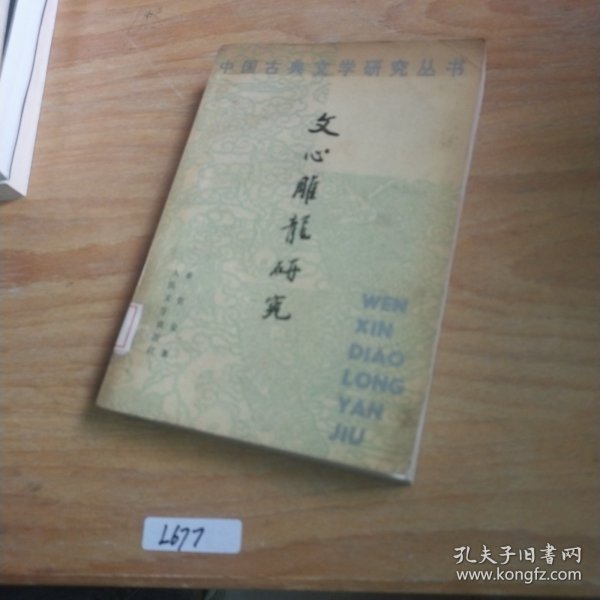 中国古典文学研究丛书
文心雕龍研究
WEN
XIN
DIAO
LONG
YAN
JIU
L677
孔夫子旧书网
www.kongfz.com